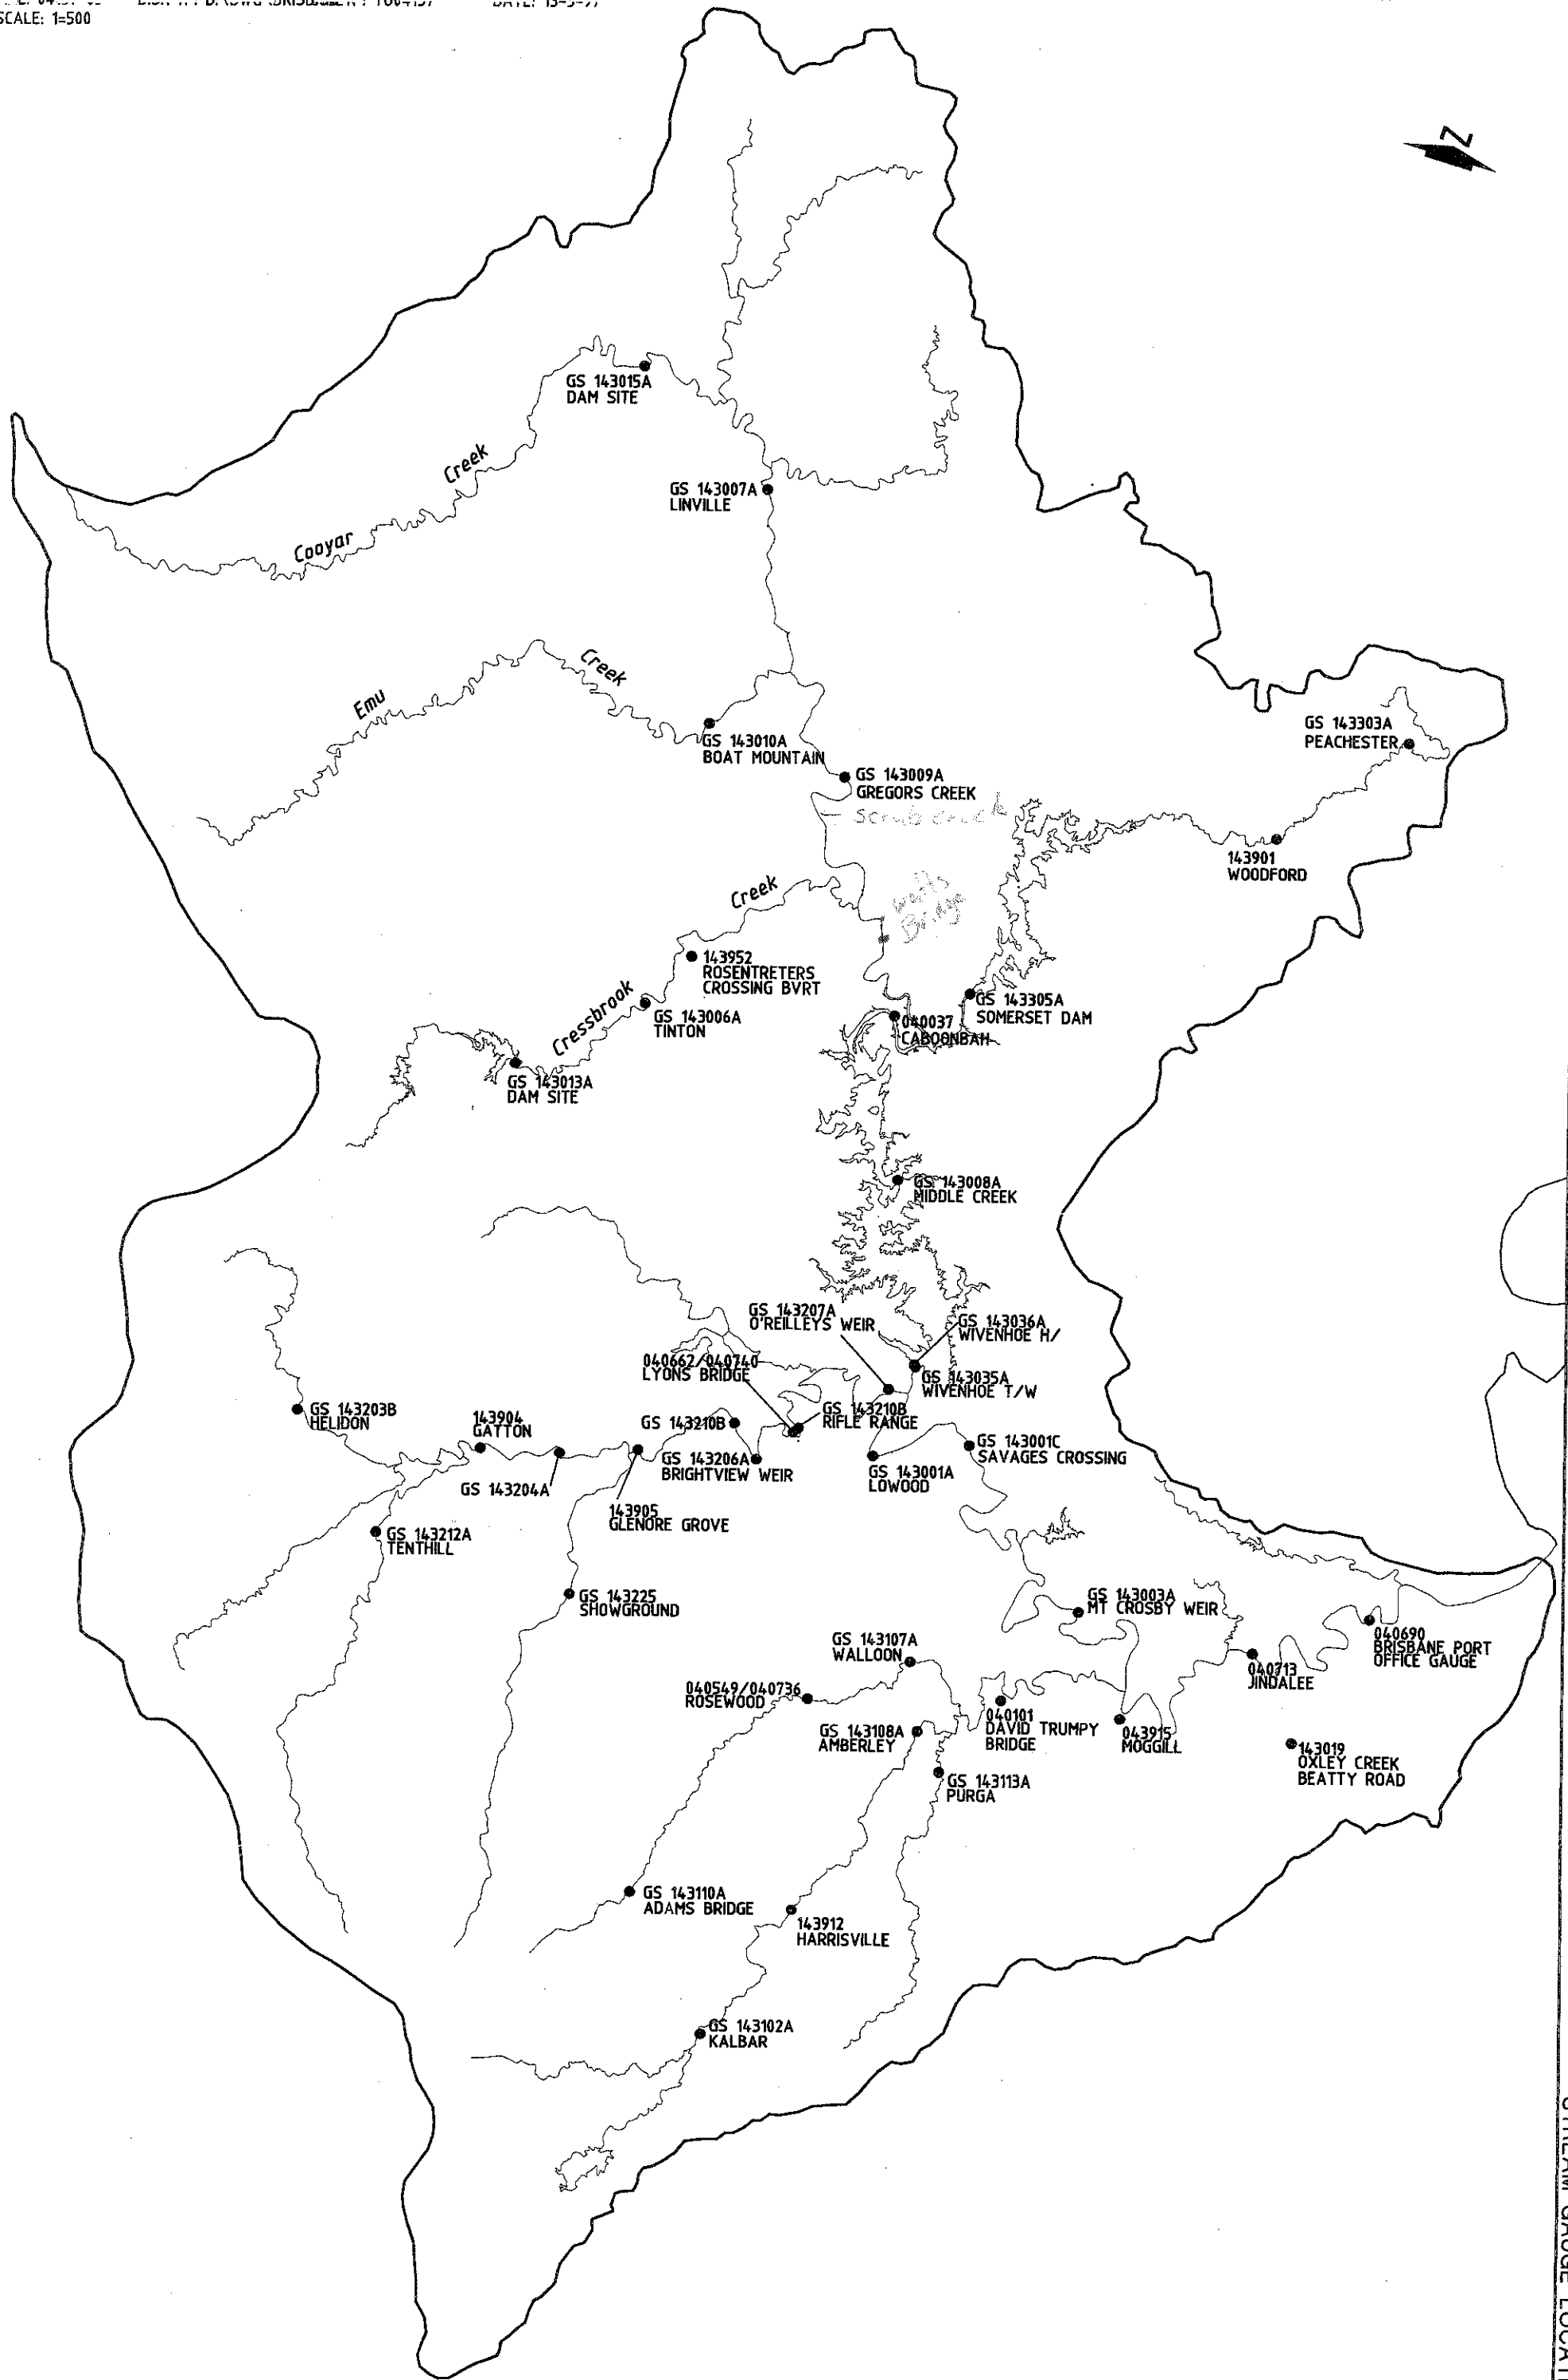 SCALE: 1=500
N
GS 143015A
DAM SITE
Creek
Cooyar
GS 143007A
LINVILLE
Creek
Emu
GS 143010A
BOAT MOUNTAIN
GS 143303A
PEACHESTER
GS 143009A
GREGORS CREEK
Scrub creek
143901
WOODFORD
Creek
Watts
Bridge
143952
ROSENTRETERS
CROSSING BVRT
Cressbrook
GS 143006A
TINTON
GS 143305A
SOMERSET DAM
040037
CABOONBAH
GS 143013A
DAM SITE
GS 143008A
MIDDLE CREEK
GS 143207A
O'REILLEYS WEIR
GS 143036A
WIVENHOE H/
040662/040740
LYONS BRIDGE
GS 143035A
WIVENHOE T/W
GS 143203B
HELIDON
143904
GATTON
GS 143210B
GS 143210B
RIFLE RANGE
GS 143204A
GS 143206A
BRIGHTVIEW WEIR
GS 143001A
LOWOOD
GS 143001C
SAVAGES CROSSING
143905
GLENORE GROVE
GS 143212A
TENTHILL
GS 143225
SHOWGROUND
GS 143003A
MT CROSBY WEIR
040690
BRISBANE PORT
OFFICE GAUGE
GS 143107A
WALLOON
040713
JINDALEE
040549/040736
ROSEWOOD
GS 143108A
AMBERLEY
040101
DAVID TRUMPY
BRIDGE
043915
MOGGILL
143019
OXLEY CREEK
BEATTY ROAD
GS 143113A
PURGA
GS 143110A
ADAMS BRIDGE
143912
HARRISVILLE
GS 143102A
KALBAR
GAUGE